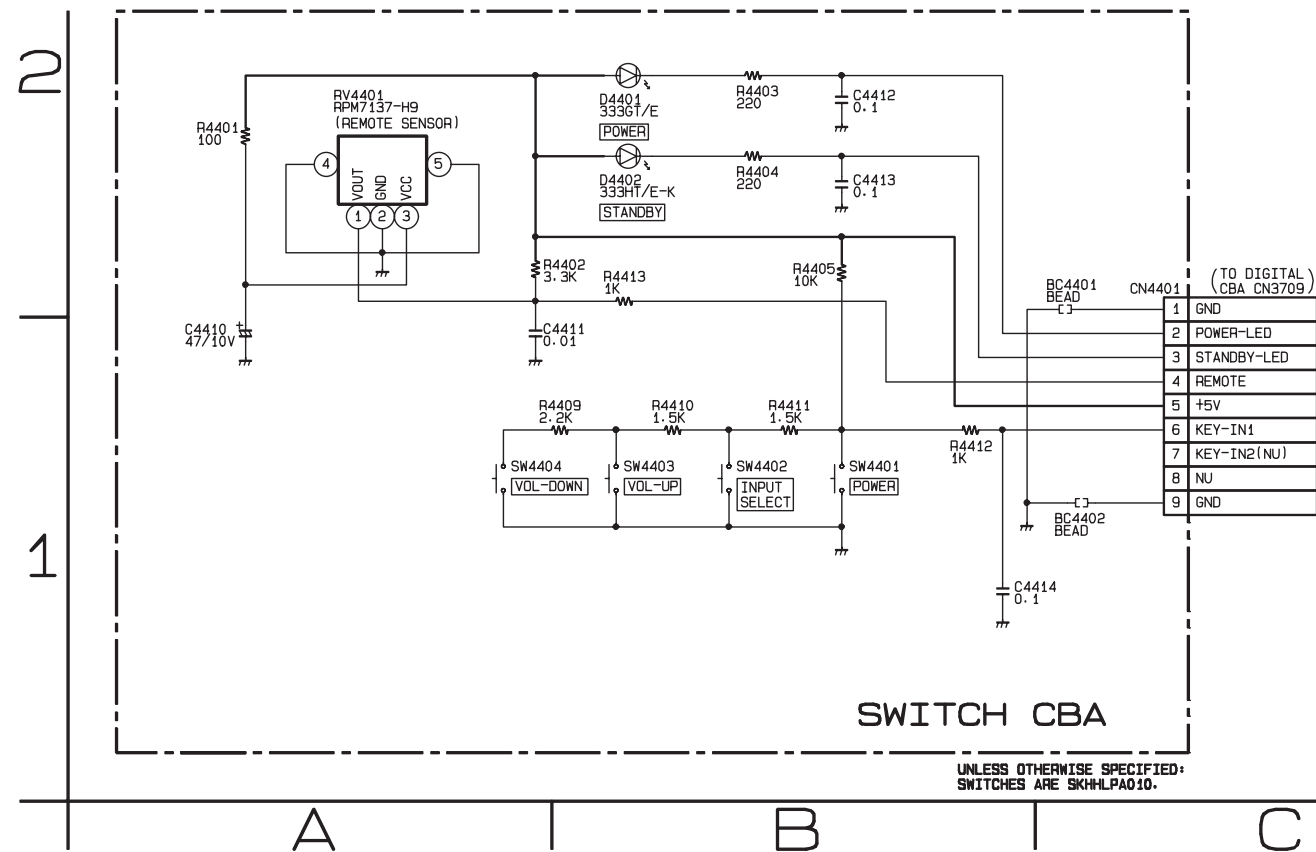 2
RV4401
RPM7137-H9
(REMOTE SENSOR)
R4401
100
4
5
VOUT
GND
VCC
1
2
3
D4401
333GT/E
POWER
R4403
220
C4412
0.1
D4402
333HT/E-K
STANDBY
R4404
220
C4413
0.1
R4402
3.3K
R4413
1K
R4405
10K
C4410
+
47/10V
C4411
0.01
BC4401
BEAD
CN4401
(TO DIGITAL
CBA CN3709)
1 GND
2 POWER-LED
3 STANDBY-LED
4 REMOTE
5 +5V
6 KEY-IN1
7 KEY-IN2(NU)
8 NU
9 GND
R4409
2.2K
R4410
1.5K
R4411
1.5K
R4412
1K
SW4404
VOL-DOWN
SW4403
VOL-UP
SW4402
INPUT
SELECT
SW4401
POWER
BC4402
BEAD
1
C4414
0.1
SWITCH CBA
UNLESS OTHERWISE SPECIFIED:
SWITCHES ARE SKHHLPA010.
A
B
C